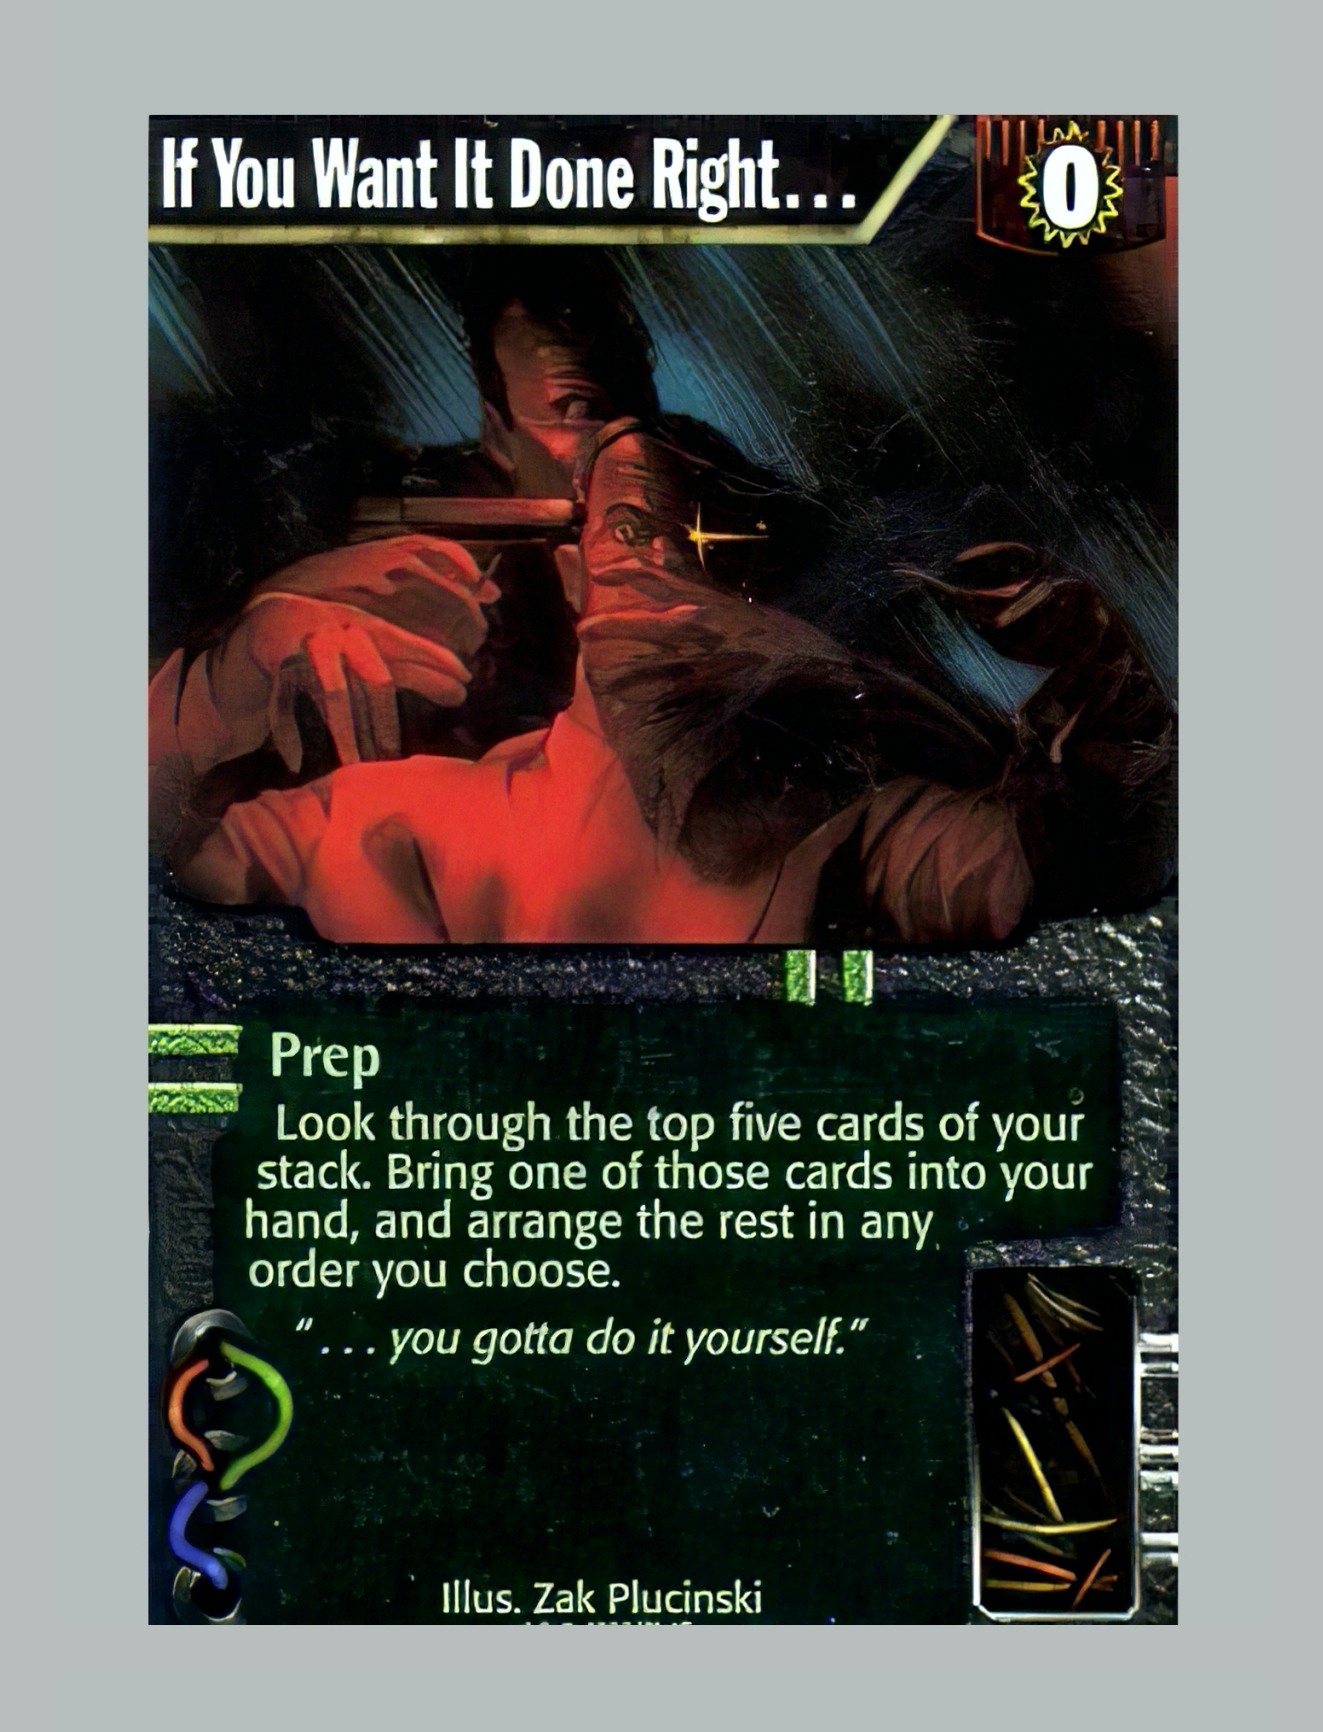 If You Want It Done Right...
0
Prep
Look through the top five cards of your
stack. Bring one of those cards into your
hand, and arrange the rest in any
order you choose.
"... you gotta do it yourself."
Illus. Zak Plucinski